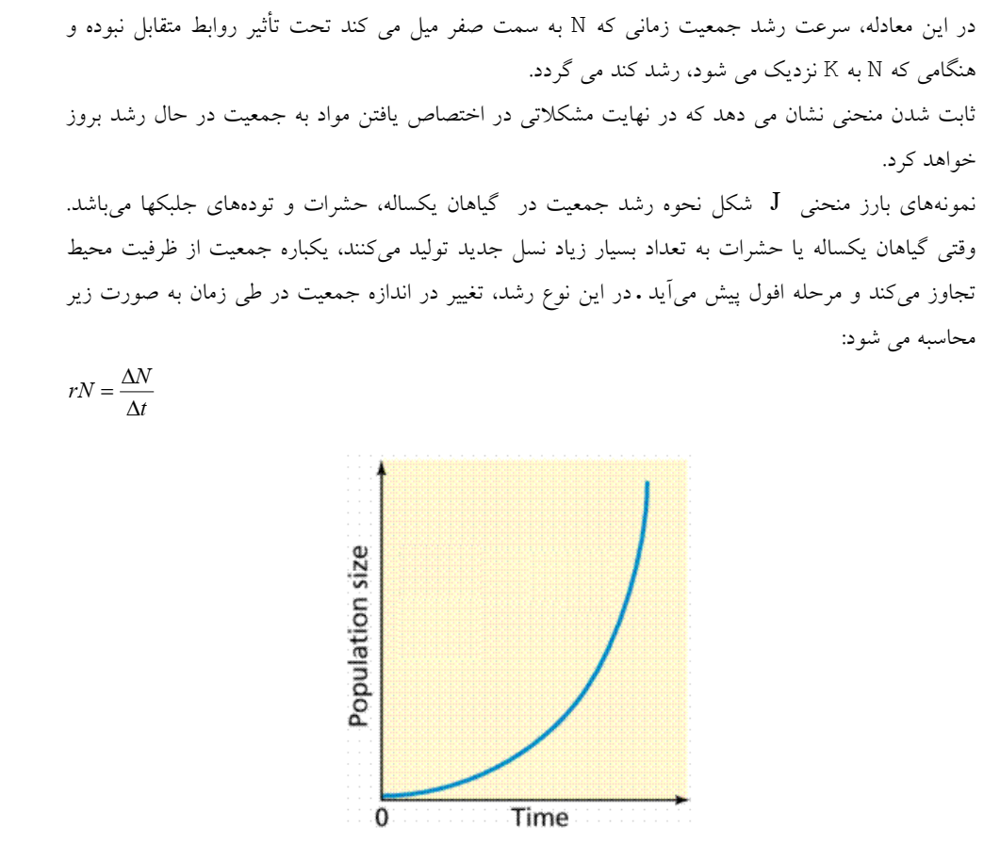 در این معادله، سرعت رشد جمعیت زمانی که N به سمت صفر میل می کند تحت تأثیر روابط متقابل نبوده و
هنگامی که N به K نزدیک می شود، رشد کند می گردد.
ثابت شدن منحنی نشان می دهد که در نهایت مشکلاتی در اختصاص یافتن مواد به جمعیت در حال رشد بروز
خواهد کرد.
نمونه‌های بارز منحنی J شکل نحوه رشد جمعیت در گیاهان یکساله، حشرات و توده‌های جلبکها می‌باشد.
وقتی گیاهان یکساله یا حشرات به تعداد بسیار زیاد نسل جدید تولید می‌کنند، یکباره جمعیت از ظرفیت محیط
تجاوز می‌کند و مرحله افول پیش می‌آید. در این نوع رشد، تغییر در اندازه جمعیت در طی زمان به صورت زیر
محاسبه می شود:
rN = ΔN/Δt
Population size
0 Time